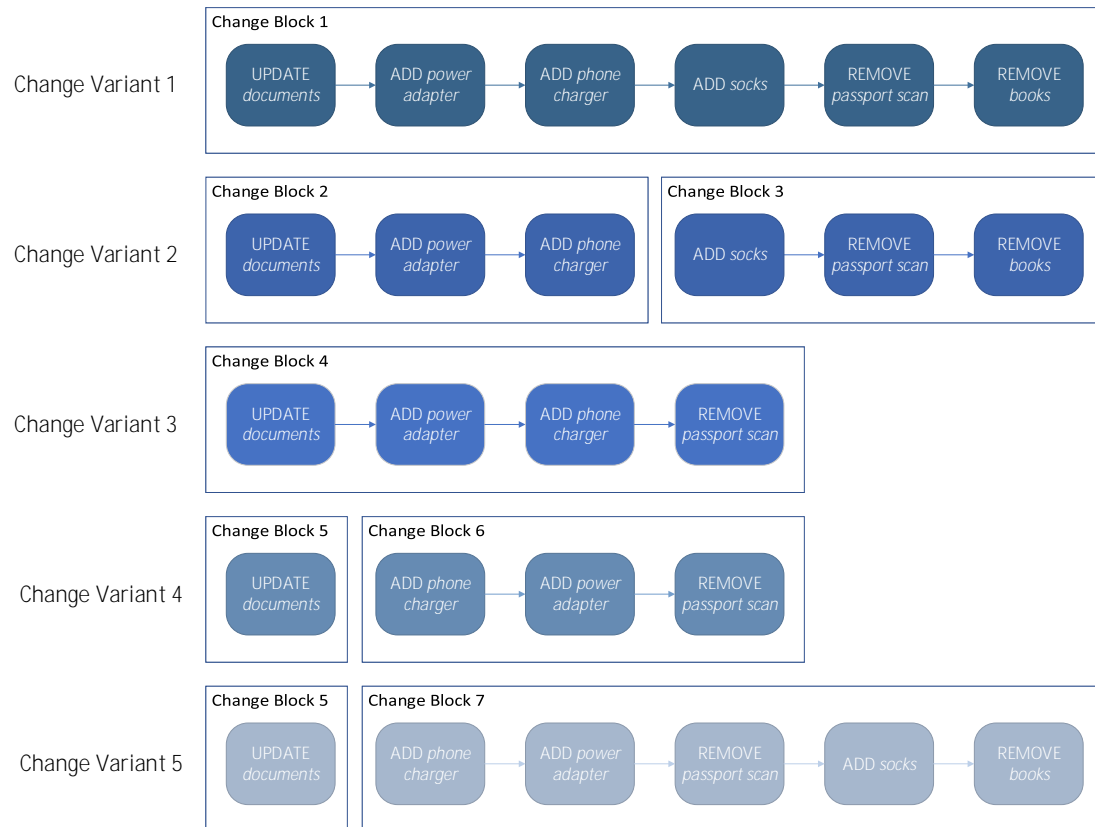 Change Block 1
Change Variant 1
UPDATE
documents
ADD power
adapter
ADD phone
charger
ADD socks
REMOVE
passport scan
REMOVE
books
Change Block 2
Change Block 3
Change Variant 2
UPDATE
documents
ADD power
adapter
ADD phone
charger
ADD socks
REMOVE
passport scan
REMOVE
books
Change Block 4
Change Variant 3
UPDATE
documents
ADD power
adapter
ADD phone
charger
REMOVE
passport scan
Change Block 5
Change Block 6
Change Variant 4
UPDATE
documents
ADD phone
charger
ADD power
adapter
REMOVE
passport scan
Change Block 5
Change Block 7
Change Variant 5
UPDATE
documents
ADD phone
charger
ADD power
adapter
REMOVE
passport scan
ADD socks
REMOVE
books